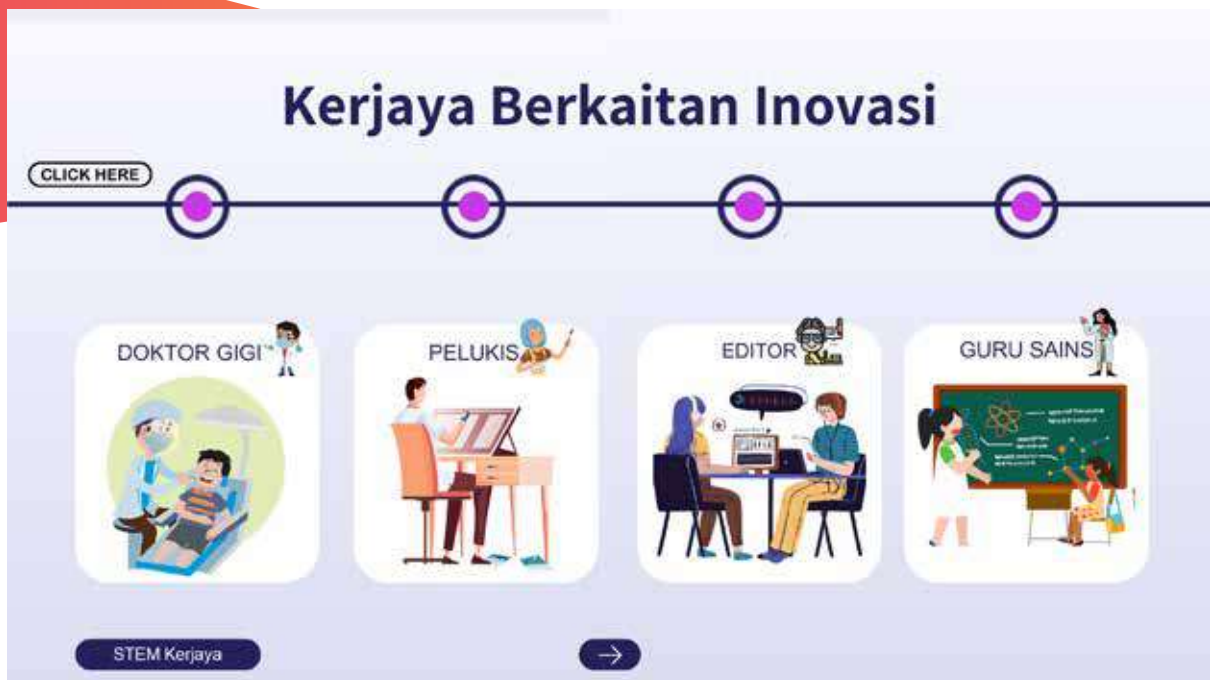 Kerjaya Berkaitan Inovasi
CLICK HERE
DOKTOR GIGI
PELUKIS
EDITOR
GURU SAINS
STEM Kerjaya